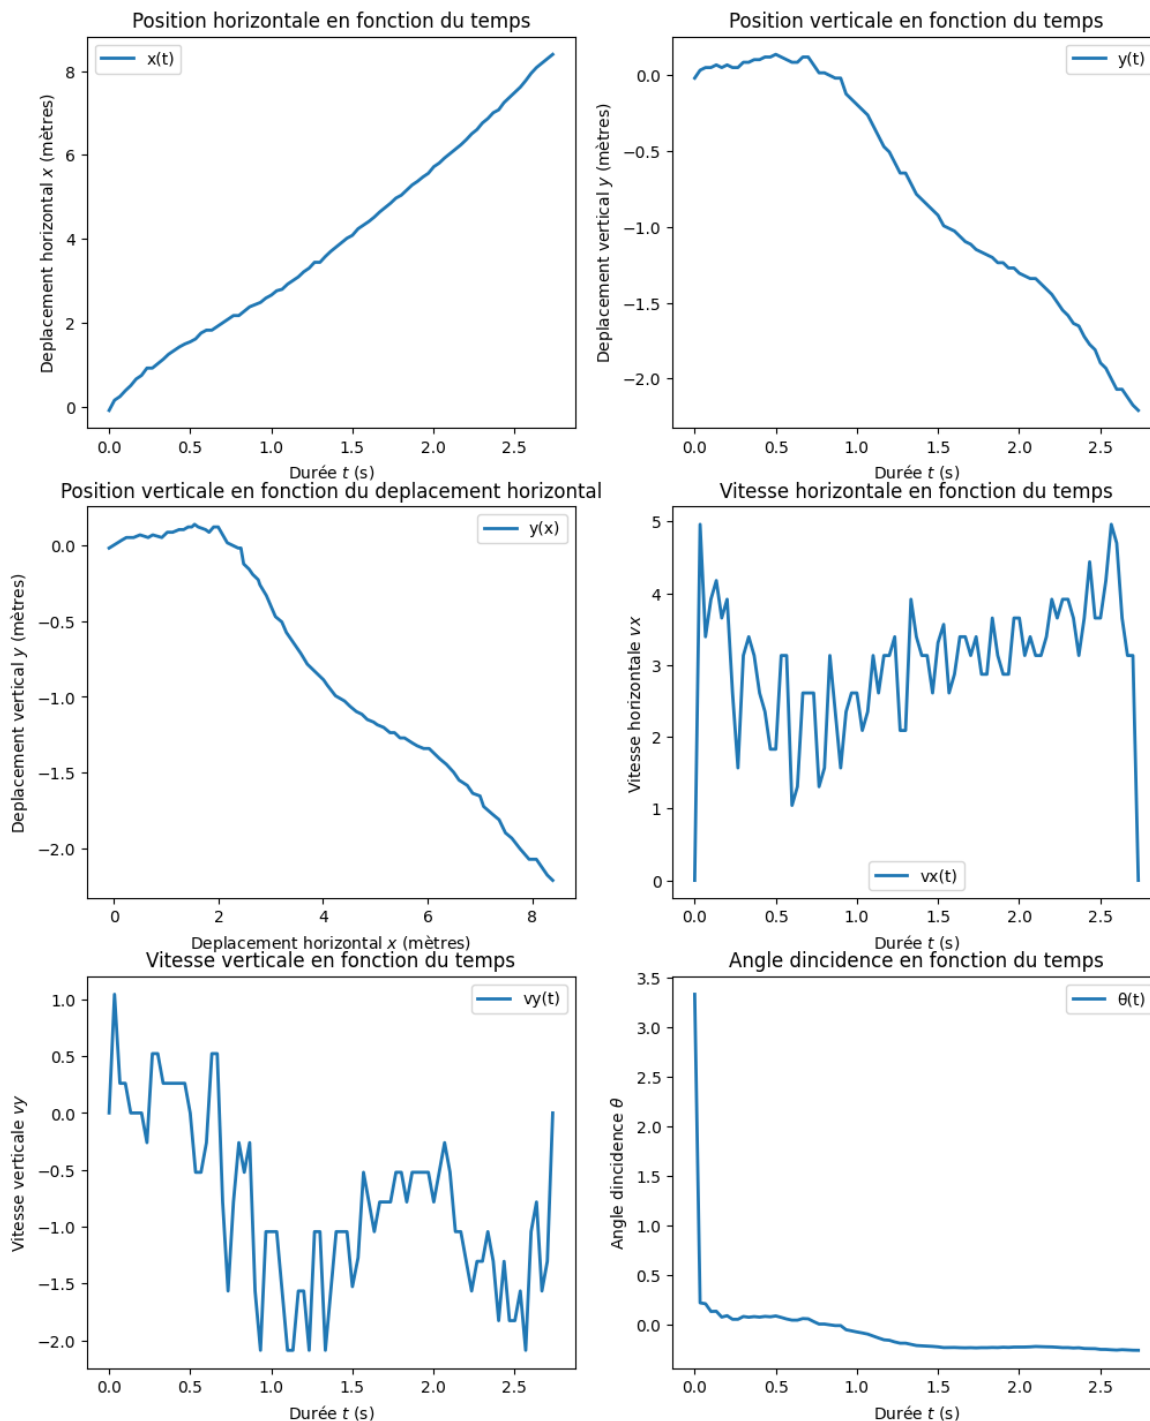 Position horizontale en fonction du temps
x(t)
8
6
4
2
0
Deplacement horizontal x (mètres)
0.0 0.5 1.0 1.5 2.0 2.5
Durée t (s)
Position verticale en fonction du temps
y(t)
0.0
−0.5
−1.0
−1.5
−2.0
Deplacement vertical y (mètres)
0.0 0.5 1.0 1.5 2.0 2.5
Durée t (s)
Position verticale en fonction du deplacement horizontal
y(x)
0.0
−0.5
−1.0
−1.5
−2.0
Deplacement vertical y (mètres)
0 2 4 6 8
Deplacement horizontal x (mètres)
Vitesse horizontale en fonction du temps
5
4
3
2
1
0
Vitesse horizontale vx
vx(t)
0.0 0.5 1.0 1.5 2.0 2.5
Durée t (s)
Vitesse verticale en fonction du temps
vy(t)
1.0
0.5
0.0
−0.5
−1.0
−1.5
−2.0
Vitesse verticale vy
0.0 0.5 1.0 1.5 2.0 2.5
Durée t (s)
Angle dincidence en fonction du temps
θ(t)
3.5
3.0
2.5
2.0
1.5
1.0
0.0
Angle dincidence θ
0.0 0.5 1.0 1.5 2.0 2.5
Durée t (s)